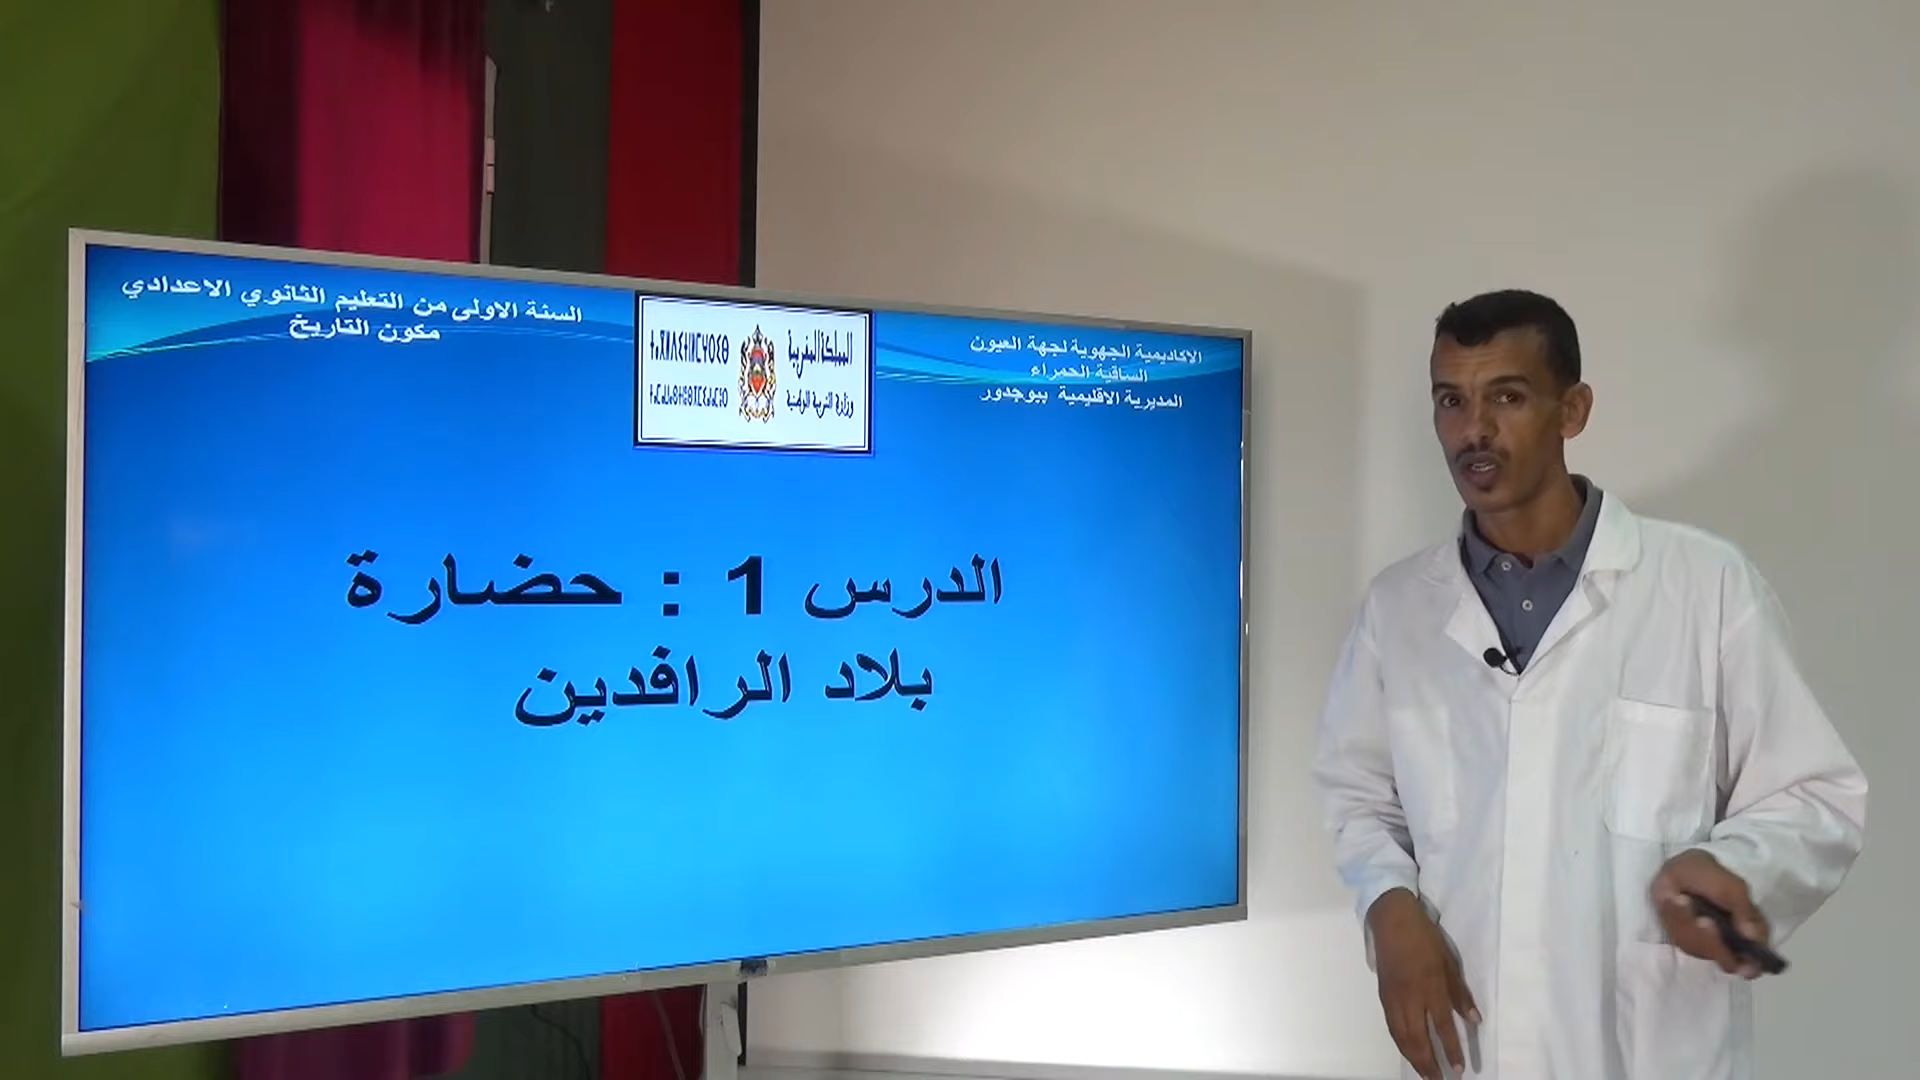 الاكاديمية الجهوية لجهة العيون
الساقية الحمراء
المديرية الاقليمية ببوجدور
المملكة المغربية
وزارة التربية الوطنية
السنة الاولى من التعليم الثانوي الاعدادي
مكون التاريخ
الدرس 1 : حضارة
بلاد الرافدين